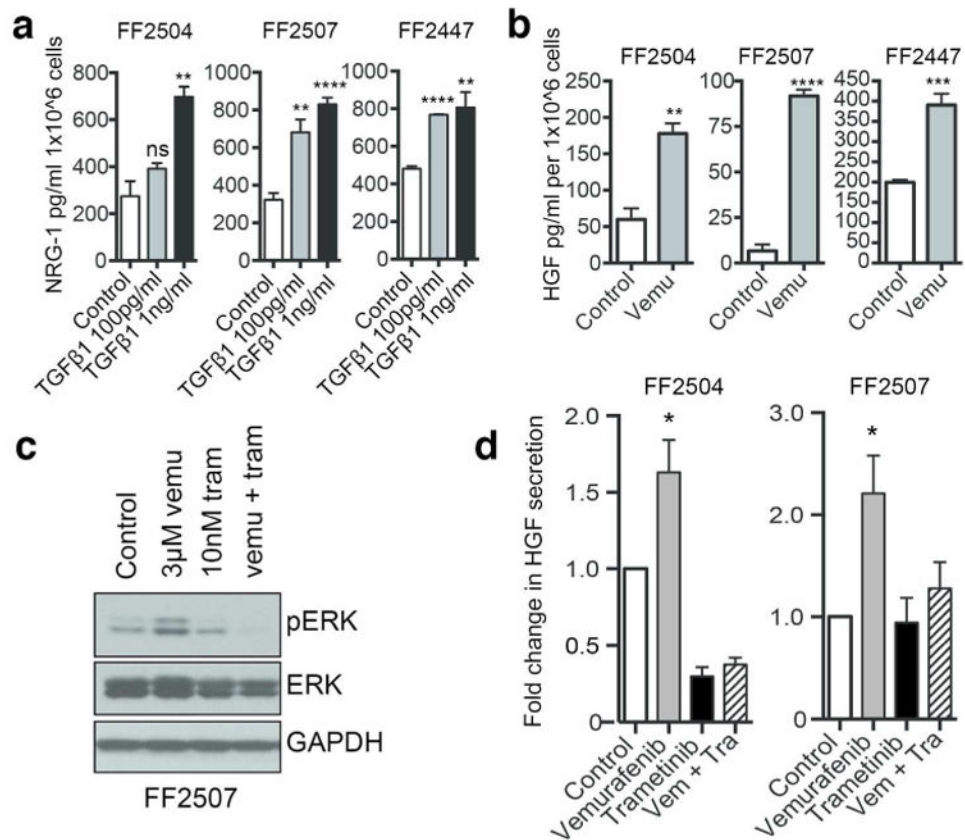 a
FF2504
FF2507
FF2447
NRG-1 pg/ml 1x10^6 cells
800
600
400
200
0
ns
**
Control
TGFβ1 100pg/ml
TGFβ1 1ng/ml
1000
800
600
400
200
0
**
****
Control
TGFβ1 100pg/ml
TGFβ1 1ng/ml
1000
800
600
400
200
0
****
**
Control
TGFβ1 100pg/ml
TGFβ1 1ng/ml
b
FF2504
FF2507
FF2447
HGF pg/ml per 1x10^6 cells
250
200
150
100
50
0
**
Control
Vemu
100
75
50
25
0
****
Control
Vemu
450
400
350
300
250
200
150
100
50
0
***
Control
Vemu
c
Control
3μM vemu
10nM tram
vemu + tram
pERK
ERK
GAPDH
FF2507
d
FF2504
FF2507
Fold change in HGF secretion
2.0
1.5
1.0
0.5
0
*
Control
Vemurafenib
Trametinib
Vem + Tra
3.0
2.0
1.0
0
*
Control
Vemurafenib
Trametinib
Vem + Tra